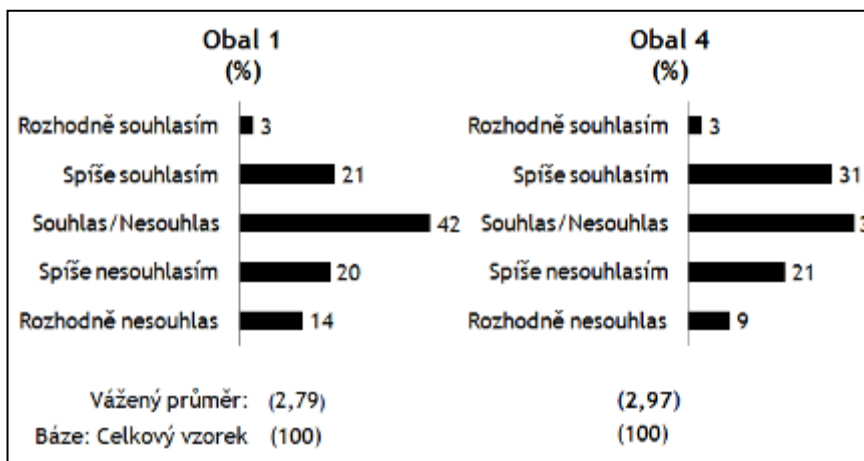 Obal 1
(%)
Rozhodně souhlasím 3
Spíše souhlasím 21
Souhlas/Nesouhlas 42
Spíše nesouhlasím 20
Rozhodně nesouhlas 14
Vážený průměr: (2,79)
Báze: Celkový vzorek (100)
Obal 4
(%)
Rozhodně souhlasím 3
Spíše souhlasím 31
Souhlas/Nesouhlas
Spíše nesouhlasím 21
Rozhodně nesouhlas 9
(2,97)
(100)